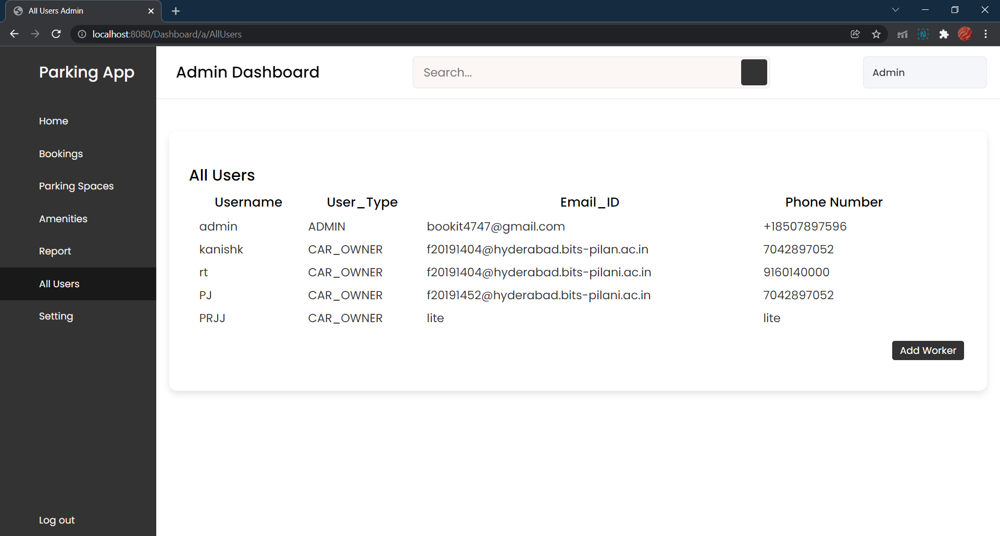 All Users Admin
localhost:8080/Dashboard/a/AllUsers
Parking App
Admin Dashboard
Search...
Admin
Home
Bookings
Parking Spaces
Amenities
Report
All Users
Setting
Log out
All Users
Username User_Type Email_ID Phone Number
admin ADMIN bookit4747@gmail.com +18507897596
kanishk CAR_OWNER f20191404@hyderabad.bits-pilan.ac.in 7042897052
rt CAR_OWNER f20191404@hyderabad.bits-pilani.ac.in 9160140000
PJ CAR_OWNER f20191452@hyderabad.bits-pilani.ac.in 7042897052
PRJJ CAR_OWNER lite lite
Add Worker